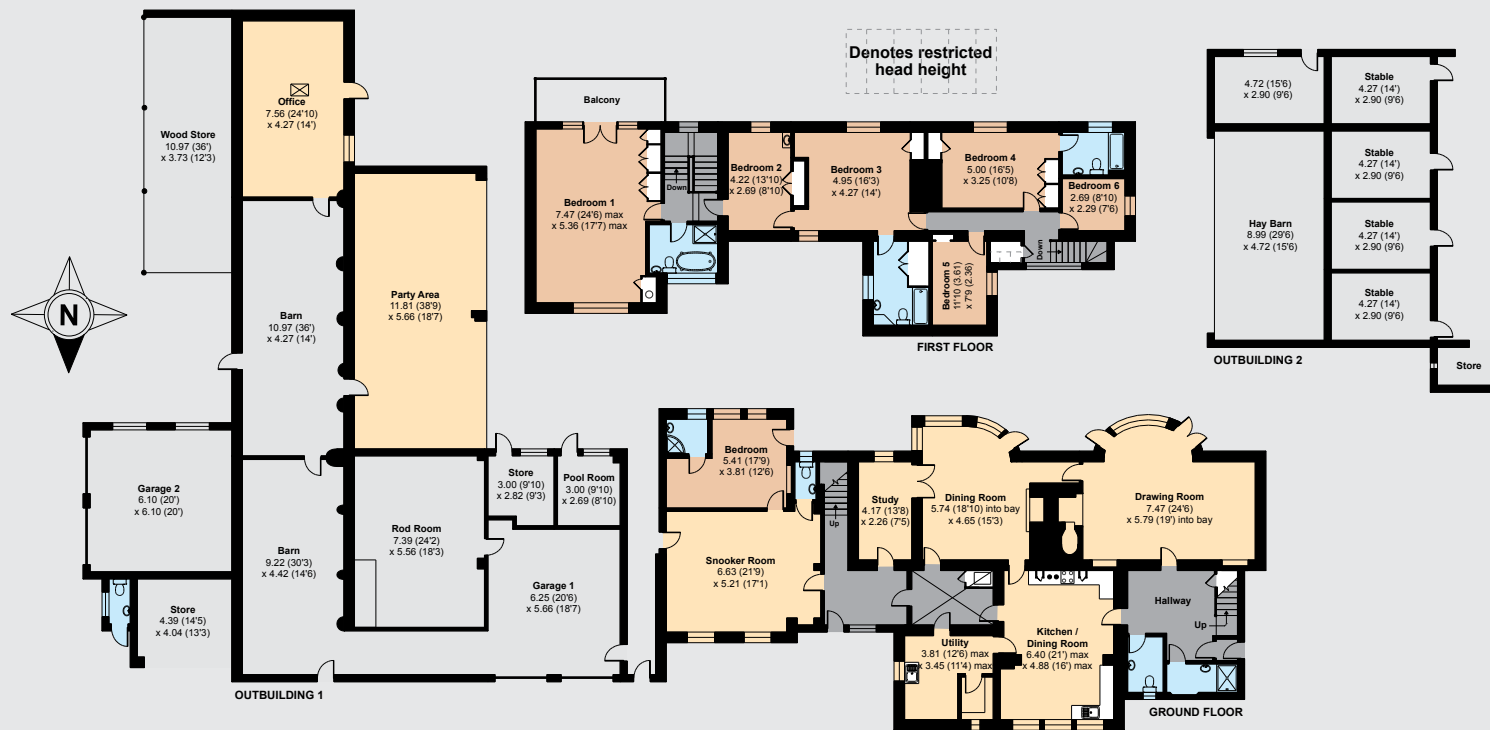 Denotes restricted
head height
Office
7.56 (24'10)
x 4.27 (14')
Wood Store
10.97 (36')
x 3.73 (12'3)
Barn
10.97 (36')
x 4.27 (14')
Party Area
11.81 (38'9)
x 5.66 (18'7)
N
Garage 2
6.10 (20')
x 6.10 (20')
Barn
9.22 (30'3)
x 4.42 (14'6)
Rod Room
7.39 (24'2)
x 5.56 (18'3)
Store
3.00 (9'10)
x 2.82 (9'3)
Pool Room
3.00 (9'10)
x 2.69 (8'10)
Garage 1
6.25 (20'6)
x 5.66 (18'7)
Store
4.39 (14'5)
x 4.04 (13'3)
OUTBUILDING 1
Balcony
Bedroom 1
7.47 (24'6) max
x 5.36 (17'7) max
Down
Bedroom 2
4.22 (13'10)
x 2.69 (8'10)
Bedroom 3
4.95 (16'3)
x 4.27 (14')
Bedroom 4
5.00 (16'5)
x 3.25 (10'8)
Bedroom 6
2.69 (8'10)
x 2.29 (7'6)
Bedroom 5
11'10 (3.61)
x 7'9 (2.36)
Down
FIRST FLOOR
4.72 (15'6)
x 2.90 (9'6)
Stable
4.27 (14')
x 2.90 (9'6)
Stable
4.27 (14')
x 2.90 (9'6)
Hay Barn
8.99 (29'6)
x 4.72 (15'6)
Stable
4.27 (14')
x 2.90 (9'6)
Stable
4.27 (14')
x 2.90 (9'6)
Store
OUTBUILDING 2
Bedroom
5.41 (17'9)
x 3.81 (12'6)
Snooker Room
6.63 (21'9)
x 5.21 (17'1)
Up
Study
4.17 (13'8)
x 2.26 (7'5)
Dining Room
5.74 (18'10) into bay
x 4.65 (15'3)
Drawing Room
7.47 (24'6)
x 5.79 (19') into bay
Hallway
Up
Utility
3.81 (12'6) max
x 3.45 (11'4) max
Kitchen /
Dining Room
6.40 (21') max
x 4.88 (16') max
GROUND FLOOR